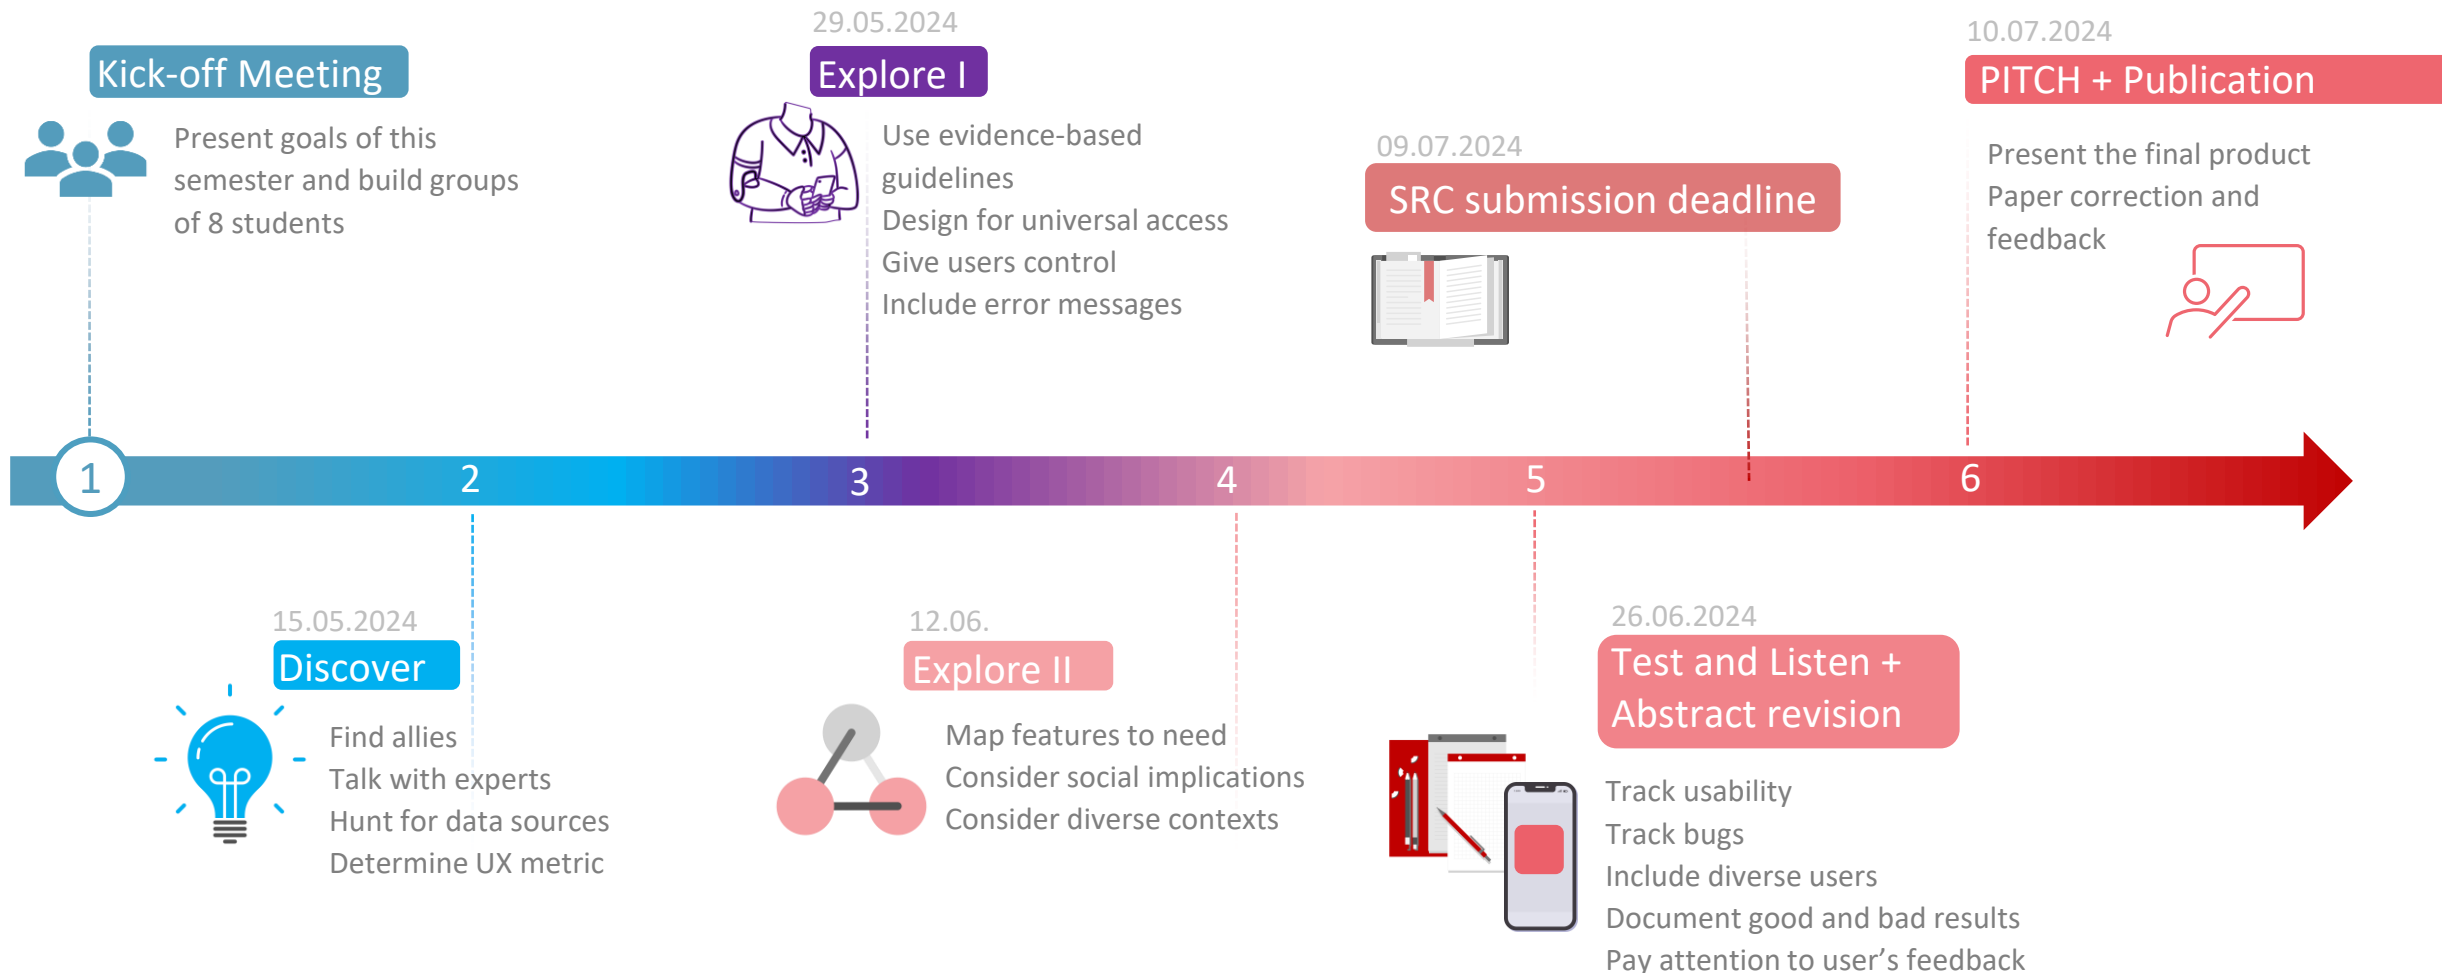 Kick-off Meeting
Present goals of this
semester and build groups
of 8 students
29.05.2024
Explore I
Use evidence-based
guidelines
Design for universal access
Give users control
Include error messages
09.07.2024
SRC submission deadline
10.07.2024
PITCH + Publication
Present the final product
Paper correction and
feedback
1
2
3
4
5
6
15.05.2024
Discover
Find allies
Talk with experts
Hunt for data sources
Determine UX metric
12.06.
Explore II
Map features to need
Consider social implications
Consider diverse contexts
26.06.2024
Test and Listen +
Abstract revision
Track usability
Track bugs
Include diverse users
Document good and bad results
Pay attention to user’s feedback